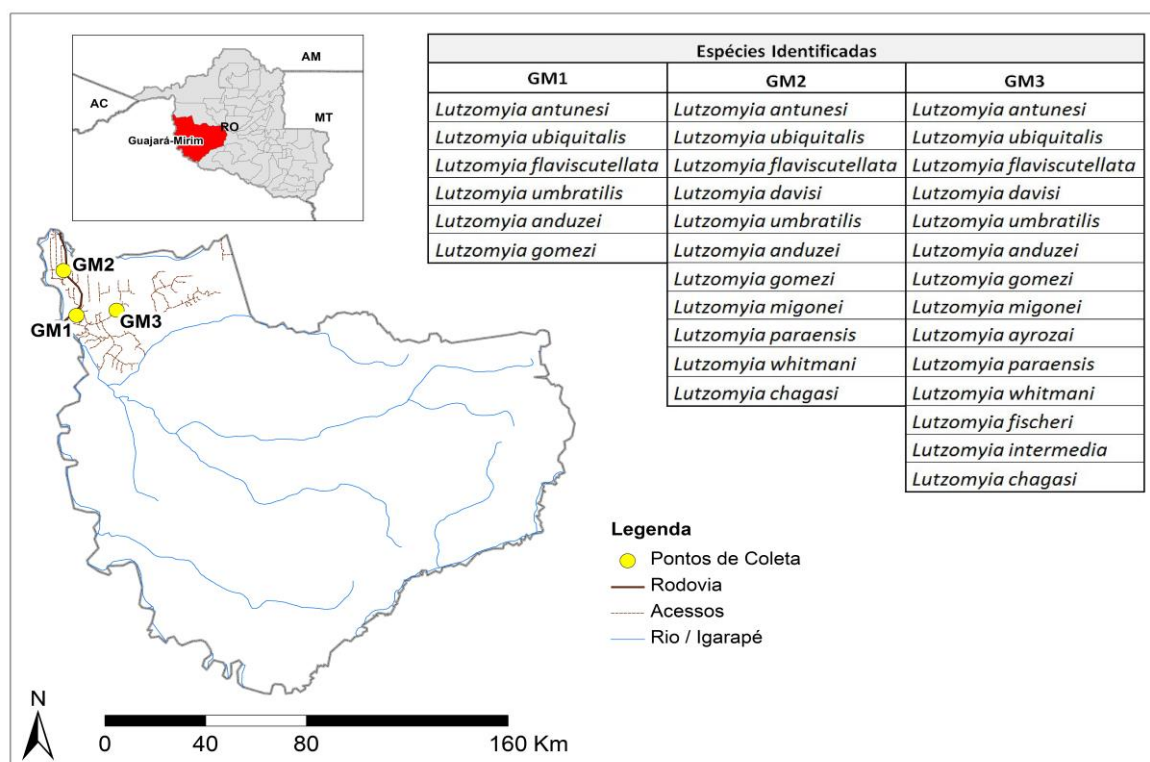 AM
AC
RO
MT
Guajará-Mirim
Espécies Identificadas
GM1 GM2 GM3
Lutzomyia antunesi Lutzomyia antunesi Lutzomyia antunesi
Lutzomyia ubiquitalis Lutzomyia ubiquitalis Lutzomyia ubiquitalis
Lutzomyia flaviscutellata Lutzomyia flaviscutellata Lutzomyia flaviscutellata
Lutzomyia umbratilis Lutzomyia davisi Lutzomyia davisi
Lutzomyia anduzei Lutzomyia umbratilis Lutzomyia umbratilis
Lutzomyia gomezi Lutzomyia anduzei Lutzomyia anduzei
Lutzomyia gomezi Lutzomyia gomezi
Lutzomyia migonei Lutzomyia migonei
Lutzomyia paraensis Lutzomyia ayrozai
Lutzomyia whitmani Lutzomyia paraensis
Lutzomyia chagasi Lutzomyia whitmani
Lutzomyia fischeri
Lutzomyia intermedia
Lutzomyia chagasi
GM2
GM1
GM3
Legenda
Pontos de Coleta
Rodovia
Acessos
Rio / Igarapé
N
0 40 80 160 Km